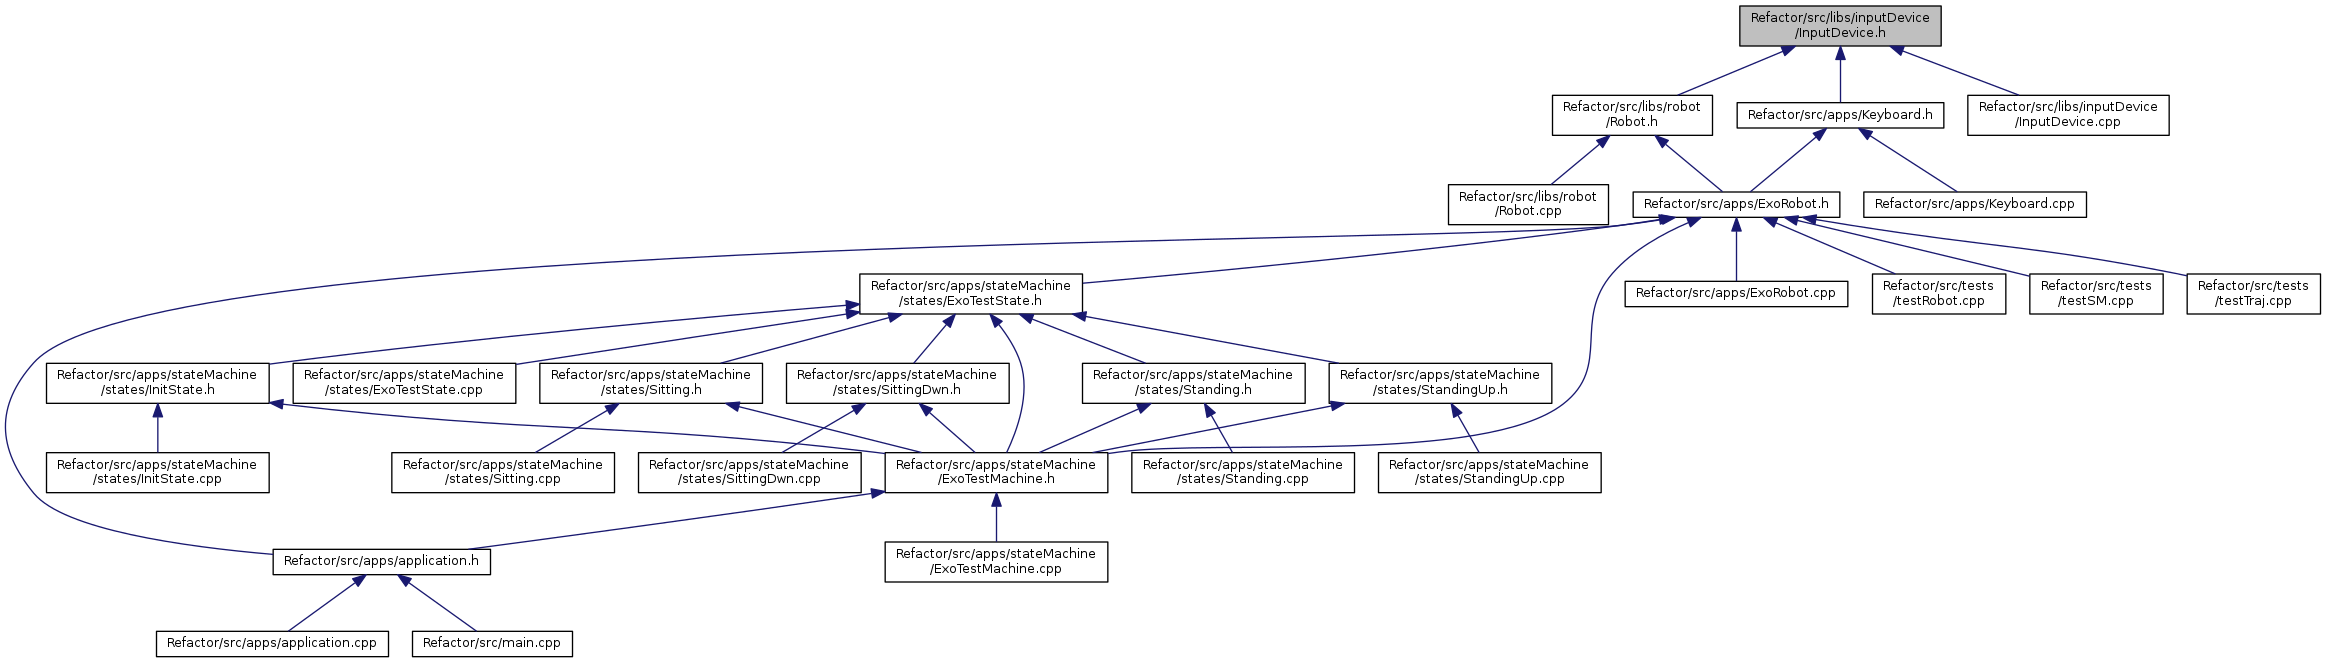 Refactor/src/libs/inputDevice
/InputDevice.h
Refactor/src/libs/robot
/Robot.h
Refactor/src/apps/Keyboard.h
Refactor/src/libs/inputDevice
/InputDevice.cpp
Refactor/src/libs/robot
/Robot.cpp
Refactor/src/apps/ExoRobot.h
Refactor/src/apps/Keyboard.cpp
Refactor/src/apps/stateMachine
/states/ExoTestState.h
Refactor/src/apps/ExoRobot.cpp
Refactor/src/tests
/testRobot.cpp
Refactor/src/tests
/testSM.cpp
Refactor/src/tests
/testTraj.cpp
Refactor/src/apps/stateMachine
/states/InitState.h
Refactor/src/apps/stateMachine
/states/ExoTestState.cpp
Refactor/src/apps/stateMachine
/states/Sitting.h
Refactor/src/apps/stateMachine
/states/SittingDwn.h
Refactor/src/apps/stateMachine
/states/Standing.h
Refactor/src/apps/stateMachine
/states/StandingUp.h
Refactor/src/apps/stateMachine
/states/InitState.cpp
Refactor/src/apps/stateMachine
/states/Sitting.cpp
Refactor/src/apps/stateMachine
/states/SittingDwn.cpp
Refactor/src/apps/stateMachine
/ExoTestMachine.h
Refactor/src/apps/stateMachine
/states/Standing.cpp
Refactor/src/apps/stateMachine
/states/StandingUp.cpp
Refactor/src/apps/application.h
Refactor/src/apps/stateMachine
/ExoTestMachine.cpp
Refactor/src/apps/application.cpp
Refactor/src/main.cpp